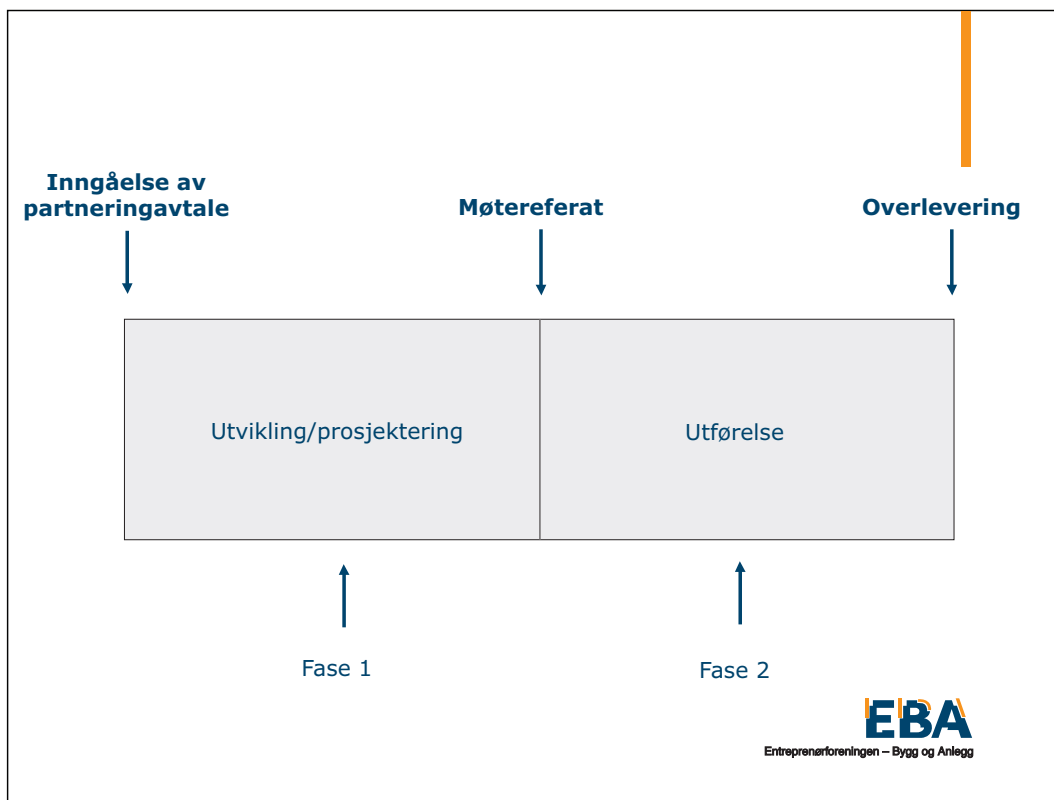 Inngåelse av
partneringavtale
Møtereferat
Overlevering
Utvikling/prosjektering
Utførelse
Fase 1
Fase 2
EBA
Entreprenørforeningen – Bygg og Anlegg